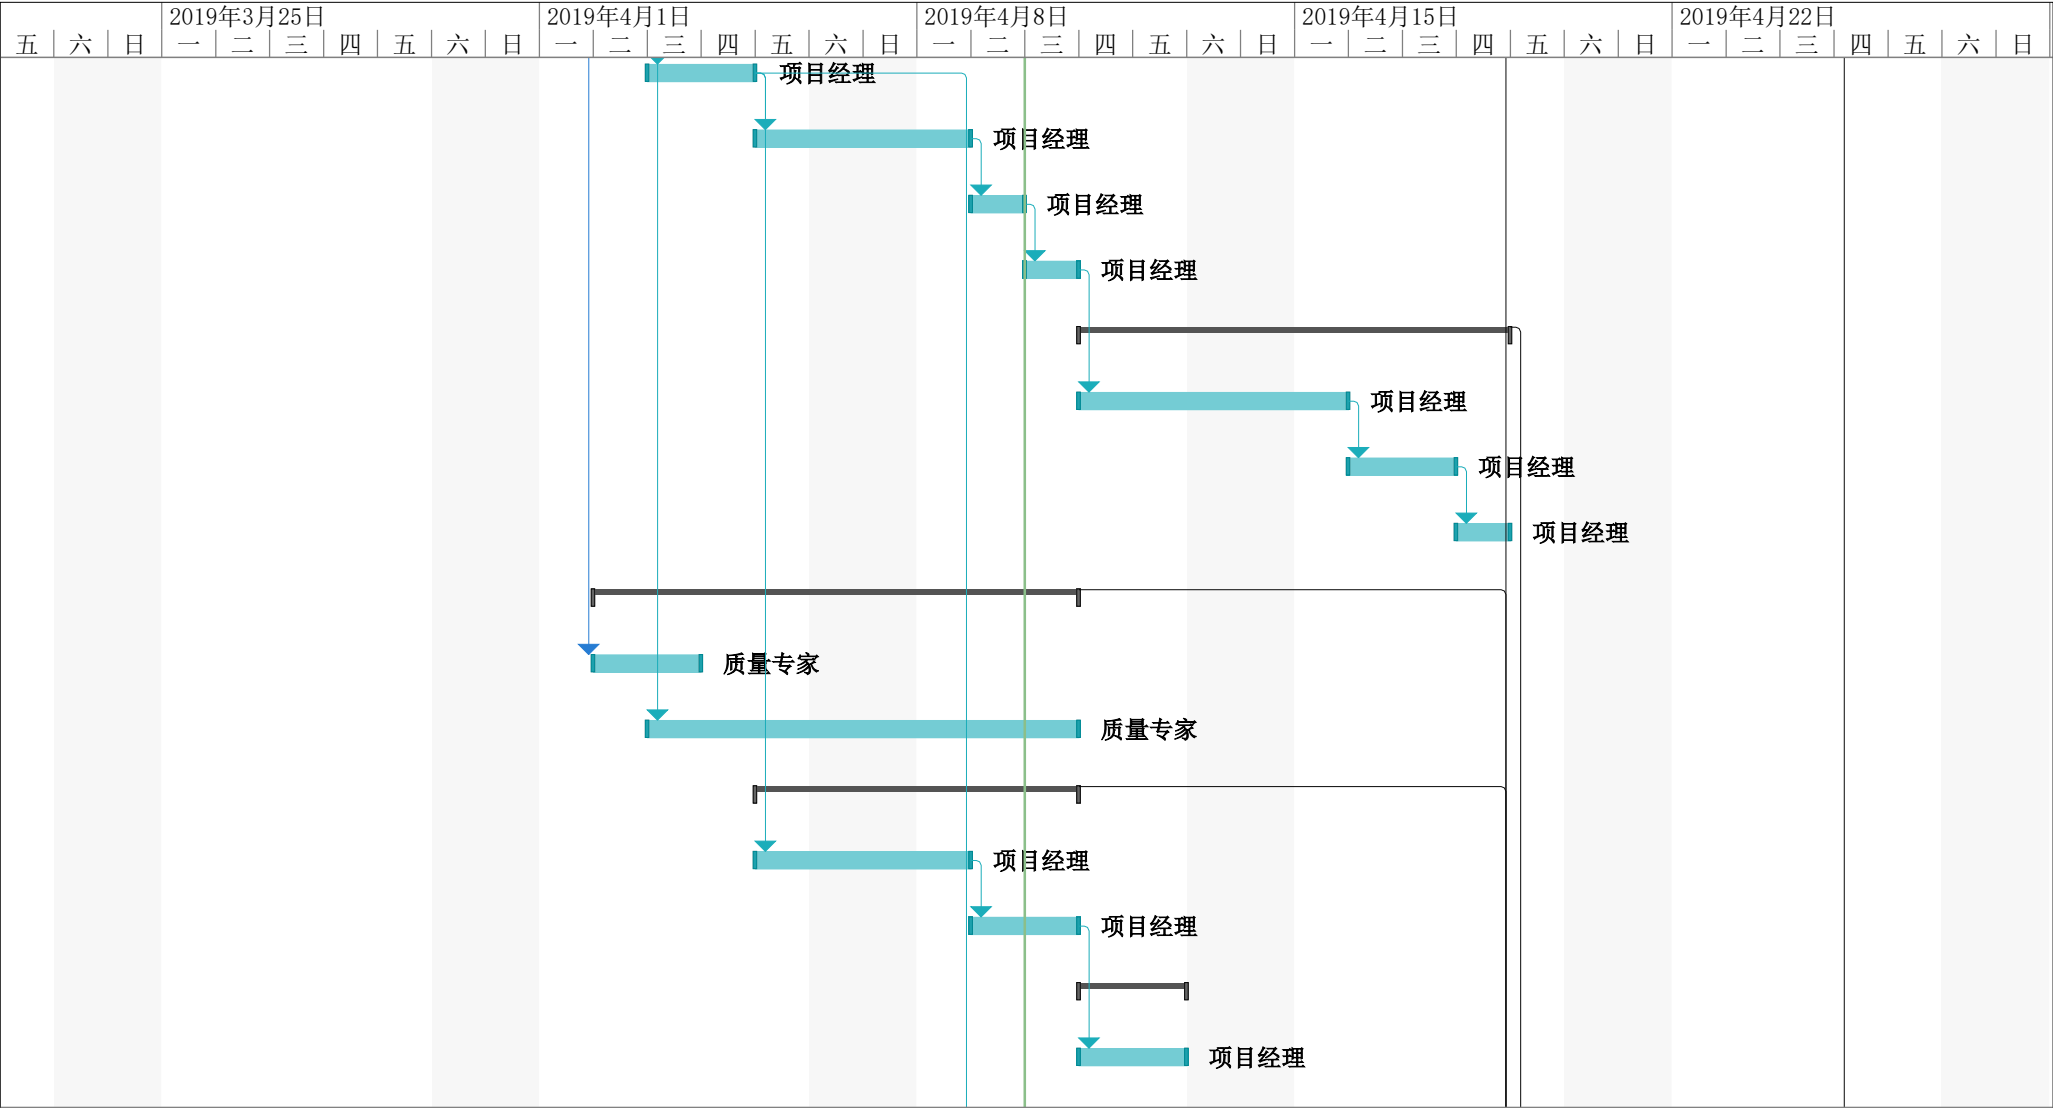 2019年3月25日 2019年4月1日 2019年4月8日 2019年4月15日 2019年4月22日
五 六 日 一 二 三 四 五 六 日 一 二 三 四 五 六 日 一 二 三 四 五 六 日 一 二 三 四 五 六 日 一 二 三 四 五 六 日
项目经理
项目经理
项目经理
项目经理
项目经理
项目经理
项目经理
质量专家
质量专家
项目经理
项目经理
项目经理